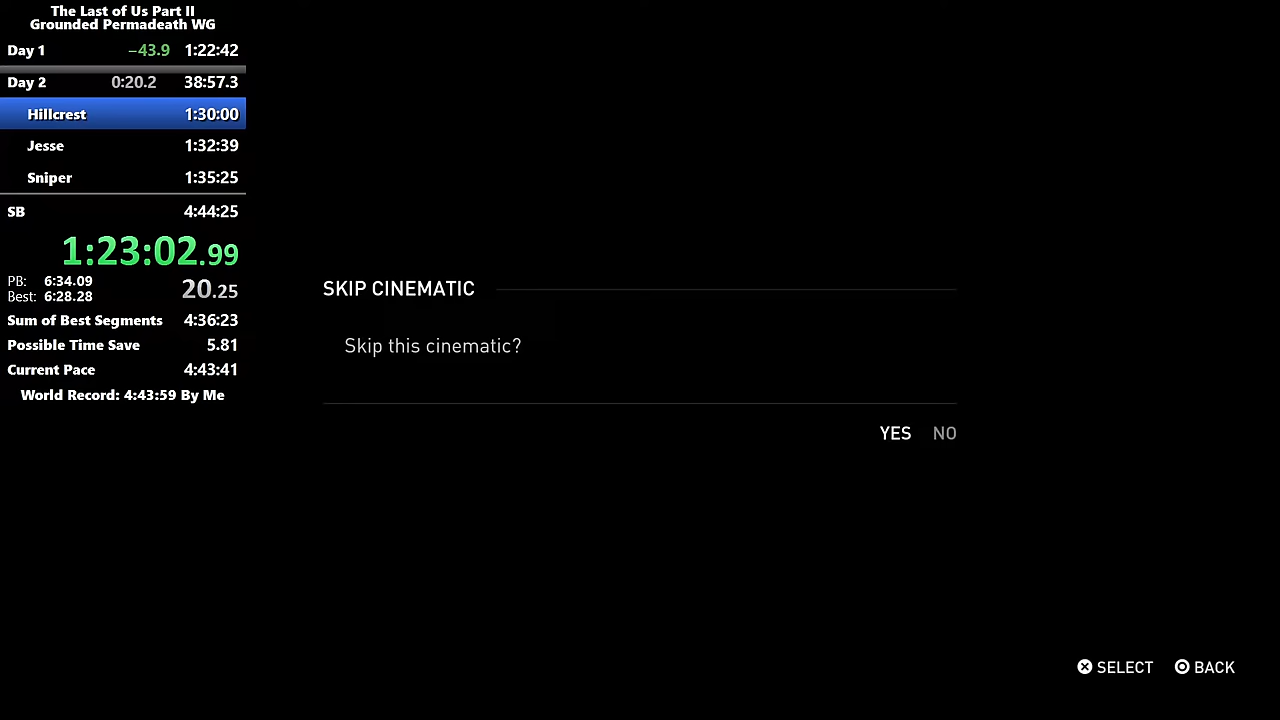 The Last of Us Part II
Grounded Permadeath WG
Day 1 −43.9 1:22:42
Day 2 0:20.2 38:57.3
Hillcrest 1:30:00
Jesse 1:32:39
Sniper 1:35:25
SB 4:44:25
1:23:02.99
PB: 6:34.09
Best: 6:28.28
20.25
Sum of Best Segments 4:36:23
Possible Time Save 5.81
Current Pace 4:43:41
World Record: 4:43:59 By Me
SKIP CINEMATIC
Skip this cinematic?
YES NO
SELECT BACK